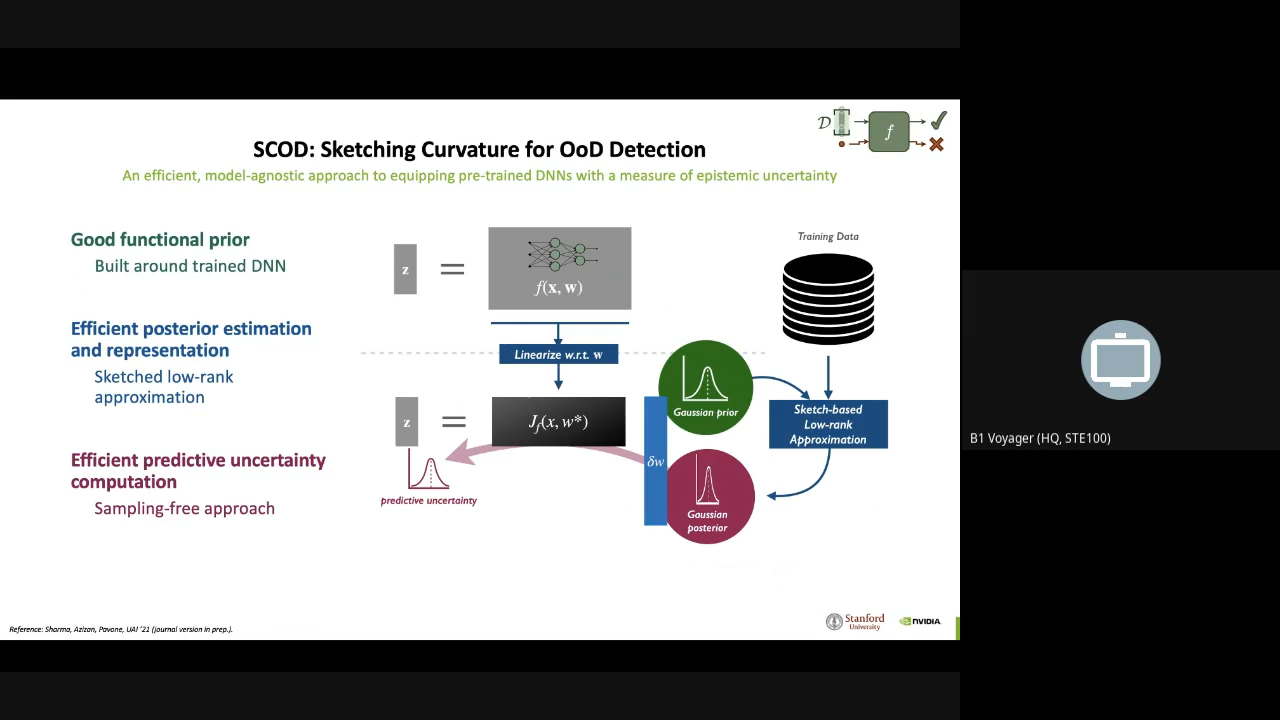 SCOD: Sketching Curvature for OoD Detection
An efficient, model-agnostic approach to equipping pre-trained DNNs with a measure of epistemic uncertainty
𝒟
f
Good functional prior
Built around trained DNN
Efficient posterior estimation
and representation
Sketched low-rank
approximation
Efficient predictive uncertainty
computation
Sampling-free approach
z
=
f(x, w)
Linearize w.r.t. w
z
=
J_f(x, w*)
predictive uncertainty
δw
Gaussian prior
Gaussian
posterior
Training Data
Sketch-based
Low-rank
Approximation
Reference: Sharma, Azizan, Pavone, UAI '21 (journal version in prep.).
Stanford
University
NVIDIA
B1 Voyager (HQ, STE100)